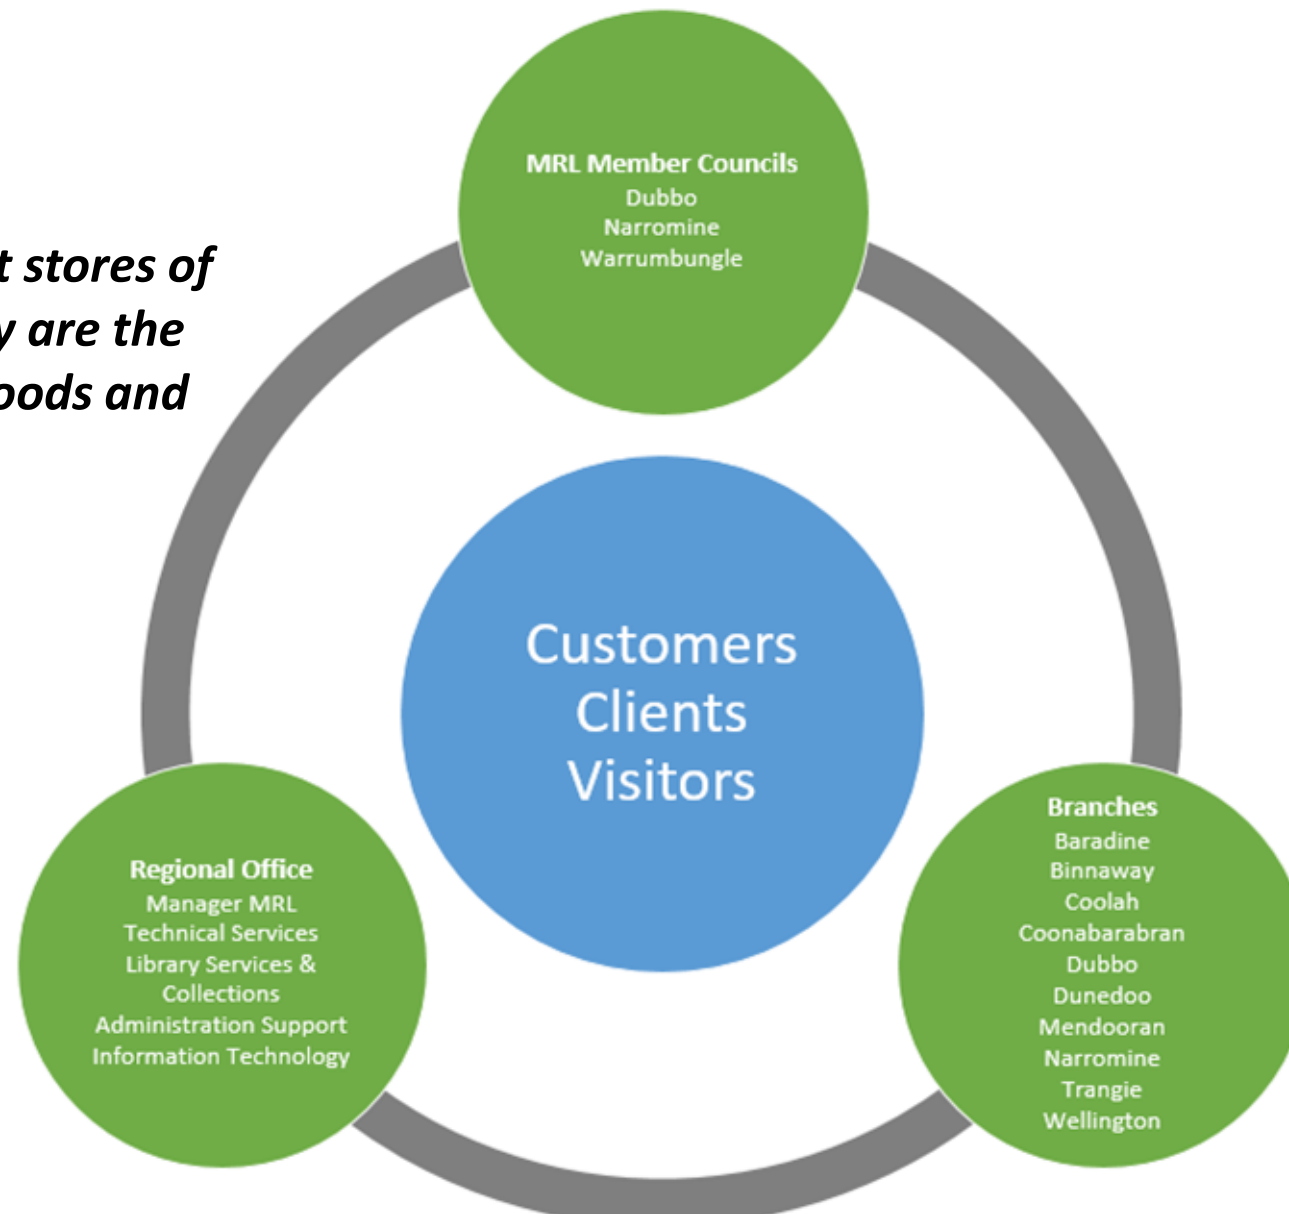 MRL Member Councils
Dubbo
Narromine
Warrumbungle
t stores of
y are the
oods and
Customers
Clients
Visitors
Regional Office
Manager MRL
Technical Services
Library Services &
Collections
Administration Support
Information Technology
Branches
Baradine
Binnaway
Coolah
Coonabarabran
Dubbo
Dunedoo
Mendooran
Narromine
Trangie
Wellington